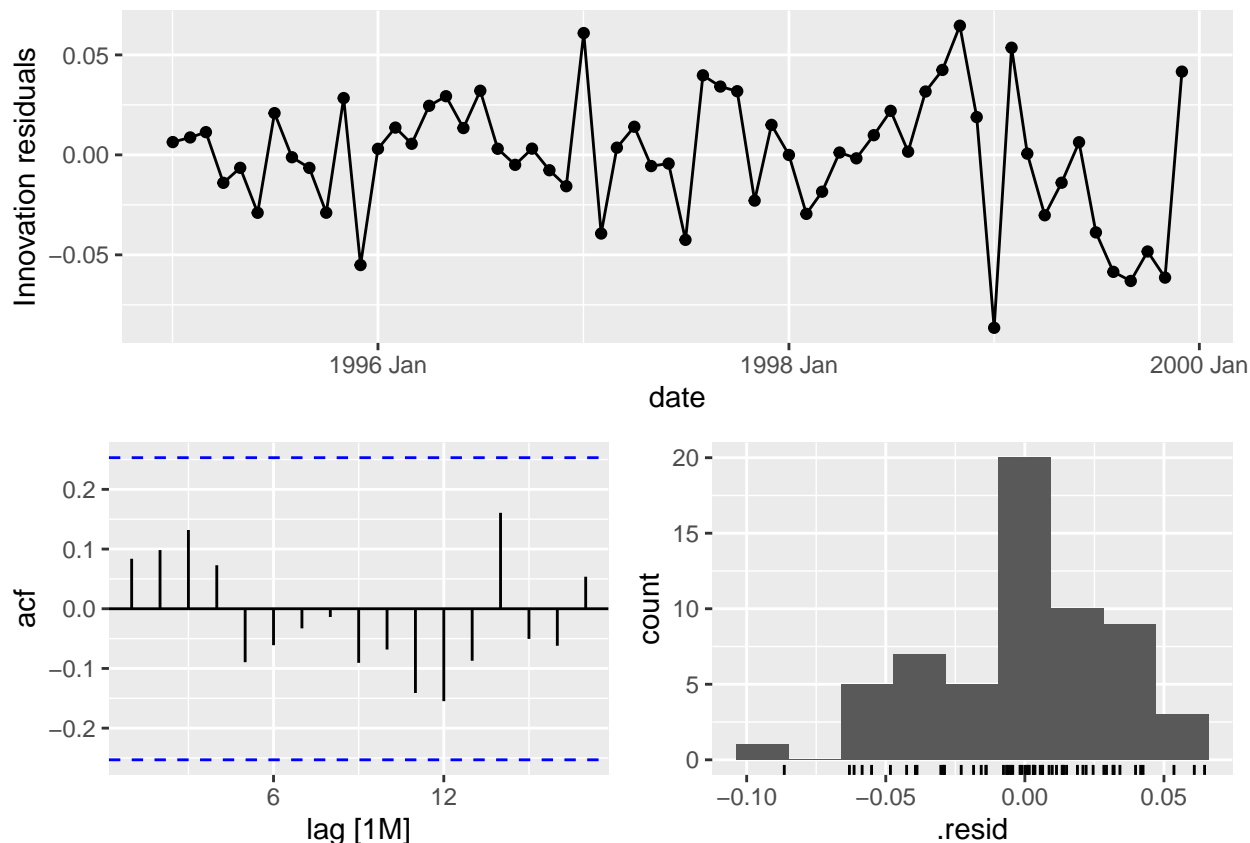 Innovation residuals
0.05
0.00
−0.05
1996 Jan
1998 Jan
2000 Jan
date
acf
0.2
0.1
0.0
−0.1
−0.2
6
12
lag [1M]
count
20
15
10
5
0
−0.10
−0.05
0.00
0.05
.resid